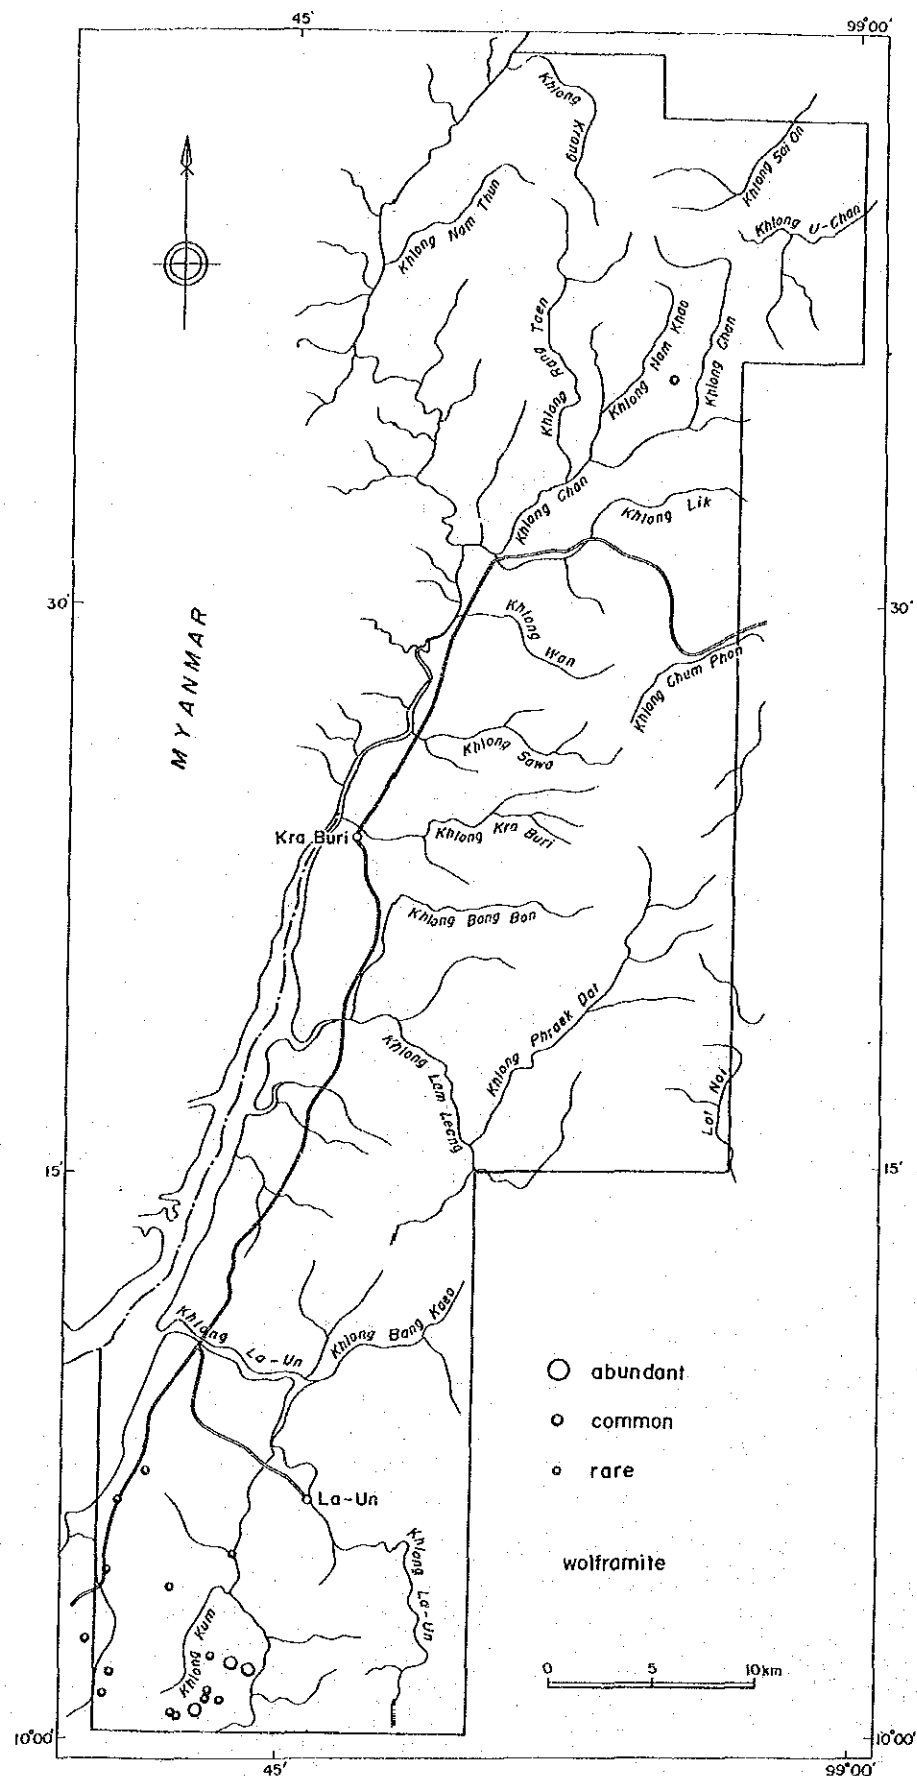 45'
99°00'
Khlong Krang
Khlong Sai On
Khlong U-Chan
Khlong Nam Thun
Khlong Rang Taen
Khlong Nam Khao
Khlong Chan
Khlong Chan
Khlong Lik
30'
30'
MYANMAR
Khlong Wan
Khlong Chum Phon
Khlong Sawa
Kra Buri
Khlong Kra Buri
Khlong Bang Bon
Khlong Phraek Dat
Khlong Lam Leang
Lat Noi
15'
15'
Khlong La-Un
Khlong Bang Kaeo
abundant
common
rare
La-Un
Khlong La-Un
wolframite
Khlong Kum
0 5 10km
10°00'
10°00'
45'
99°00'